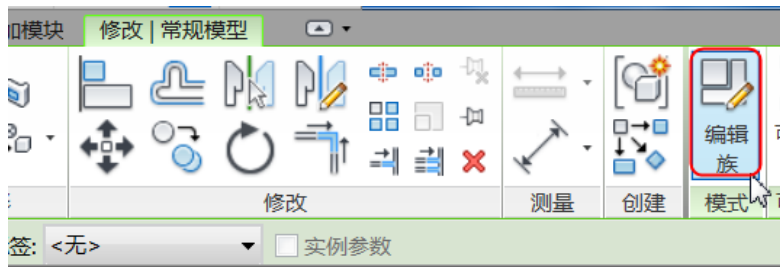 加模块 修改 | 常规模型
编辑
族
修改 测量 创建 模式
签: <无> 实例参数